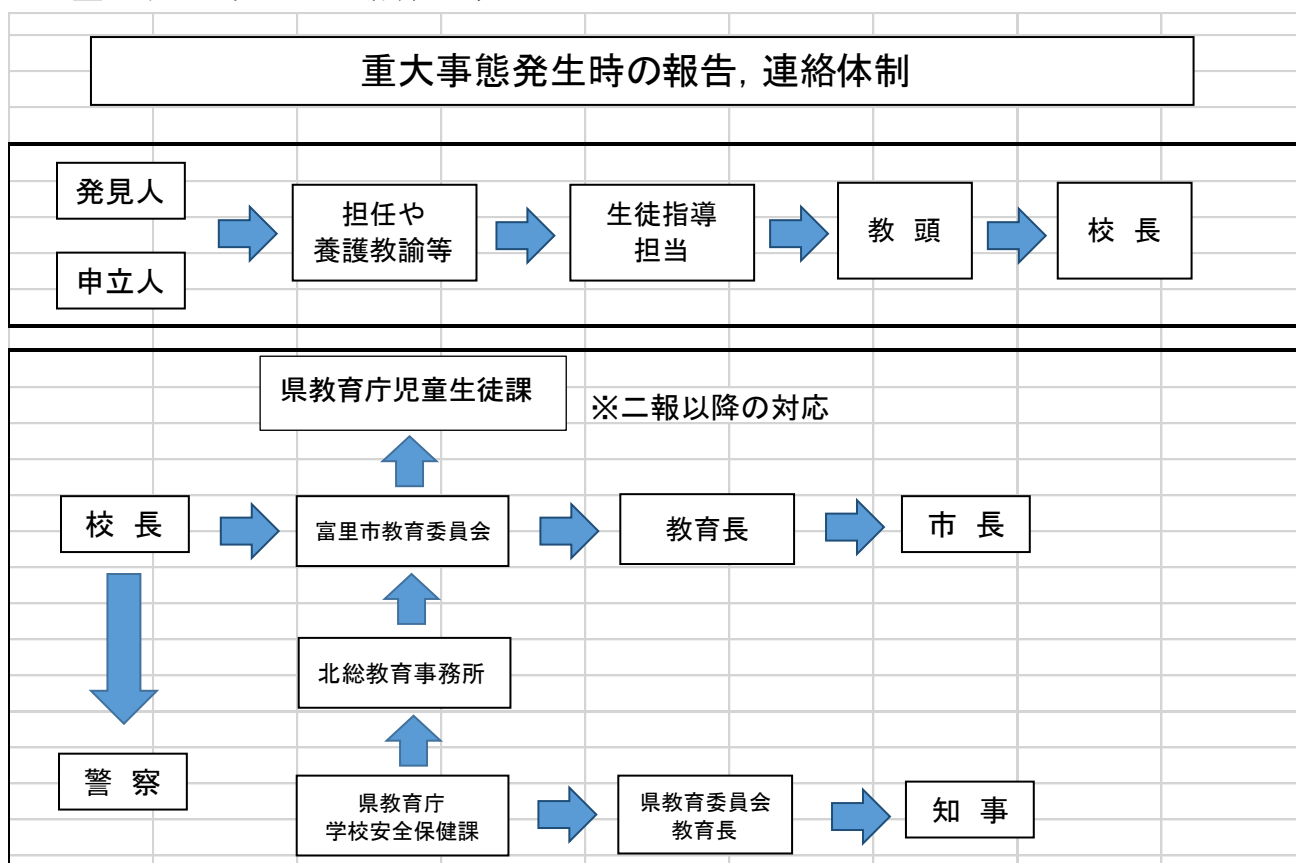 重大事態発生時の報告，連絡体制
発見人
申立人
担任や
養護教諭等
生徒指導
担当
教　頭
校　長
県教育庁児童生徒課
※二報以降の対応
校　長
富里市教育委員会
教育長
市　長
北総教育事務所
警　察
県教育庁
学校安全保健課
県教育委員会
教育長
知　事